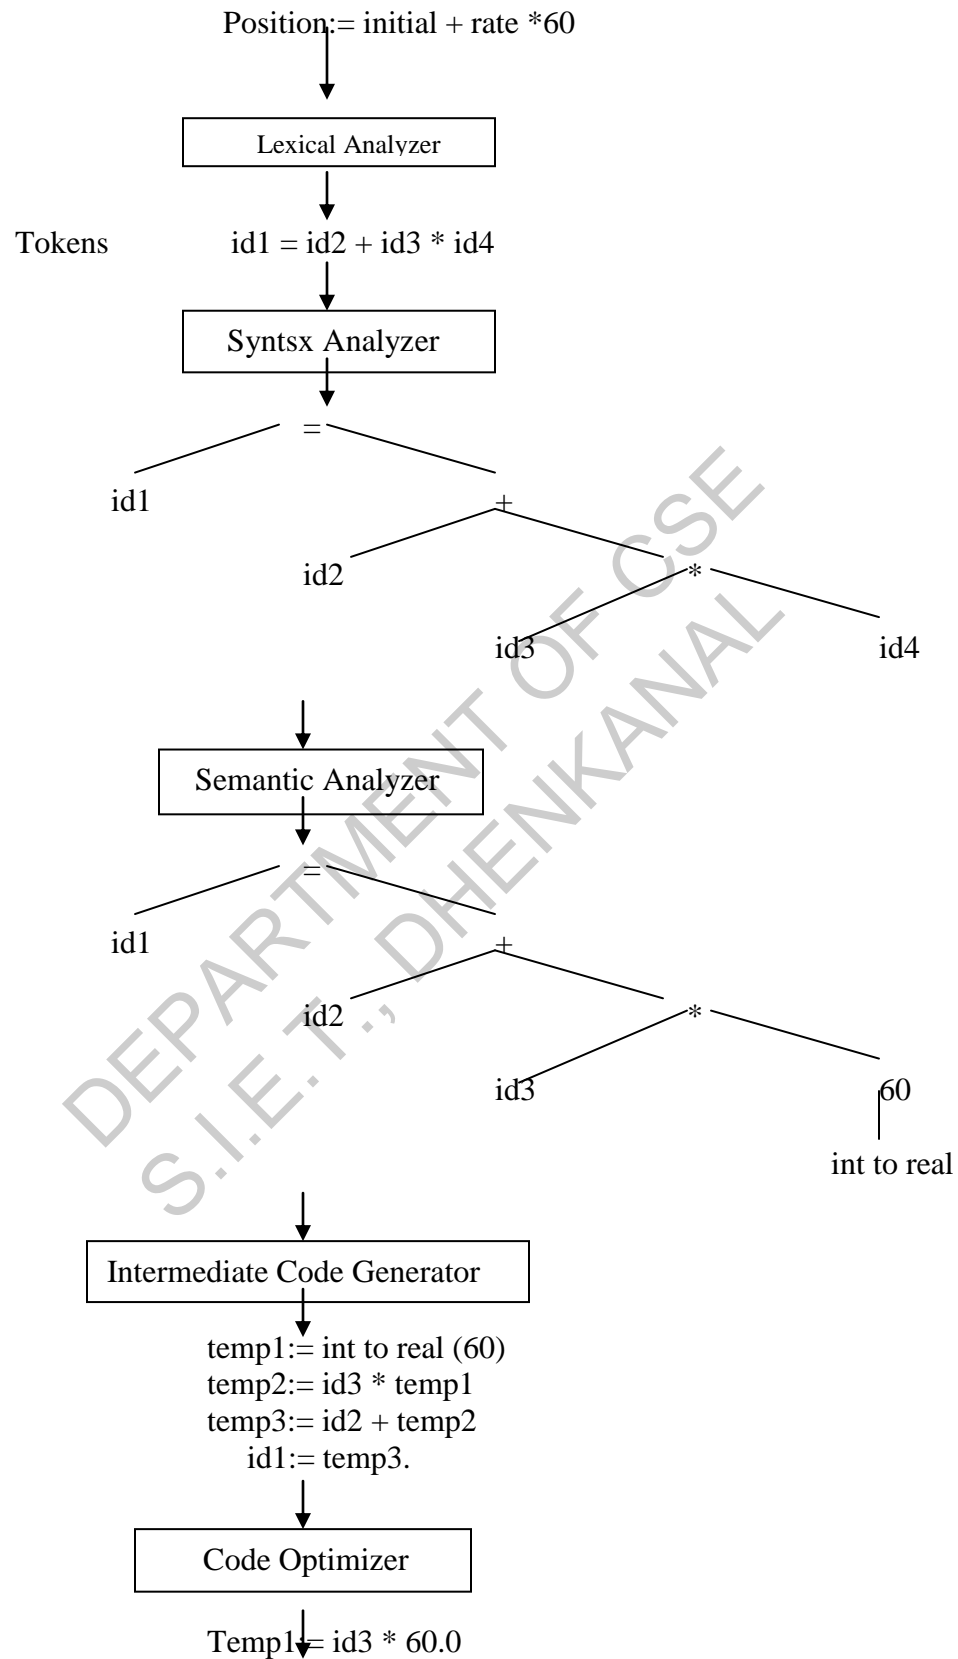 Position:= initial + rate *60
Lexical Analyzer
Tokens id1 = id2 + id3 * id4
Syntsx Analyzer
=
id1
+
id2
*
id3 id4
Semantic Analyzer
=
id1
+
id2
*
id3 60
int to real
Intermediate Code Generator
temp1:= int to real (60)
temp2:= id3 * temp1
temp3:= id2 + temp2
id1:= temp3.
Code Optimizer
Temp1:= id3 * 60.0
DEPARTMENT OF CSE
S.I.E.T., DHENKANAL